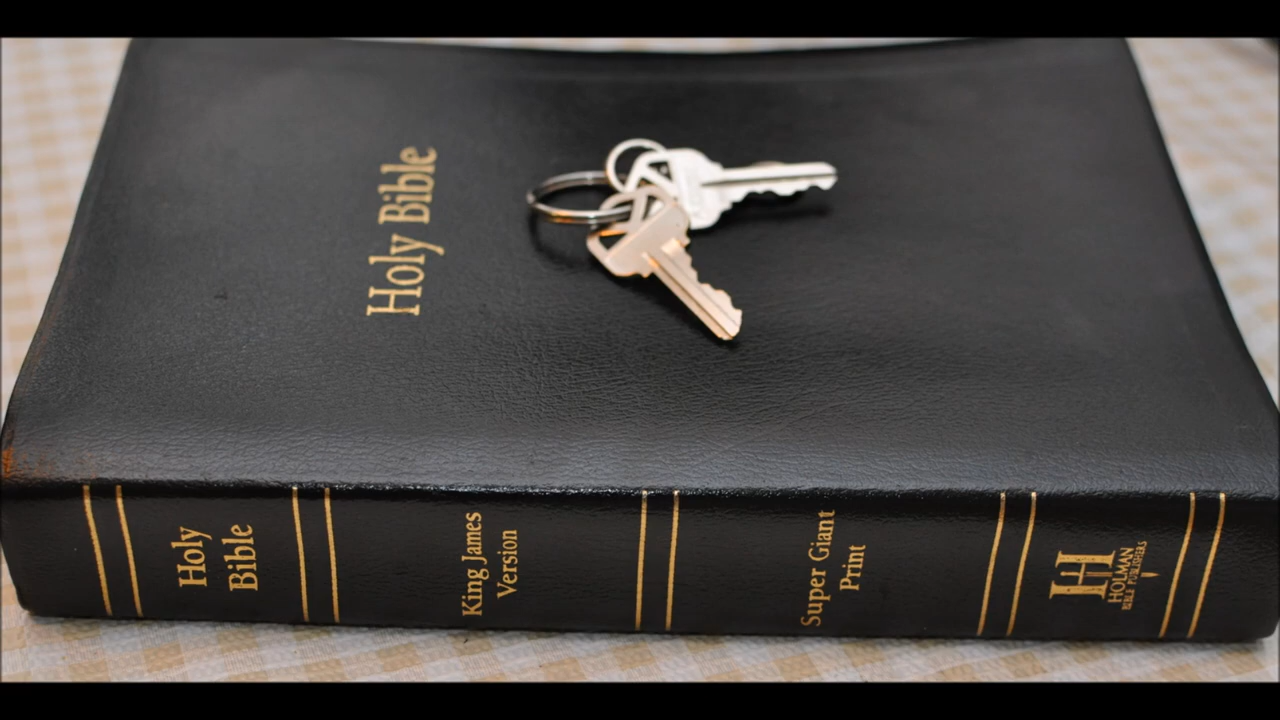 Holy Bible
Holy
Bible
King James
Version
Super Giant
Print
HOLMAN
BIBLE PUBLISHERS